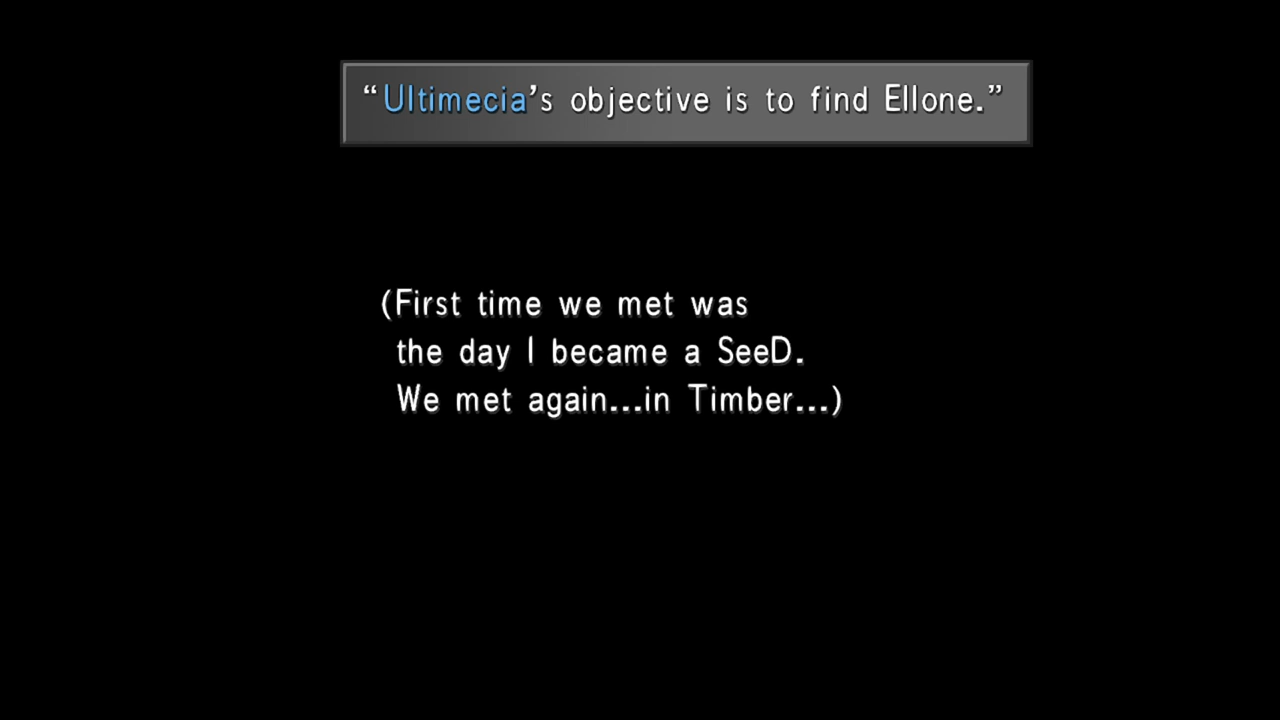 “Ultimecia’s objective is to find Ellone.”
(First time we met was
the day I became a SeeD.
We met again...in Timber...)